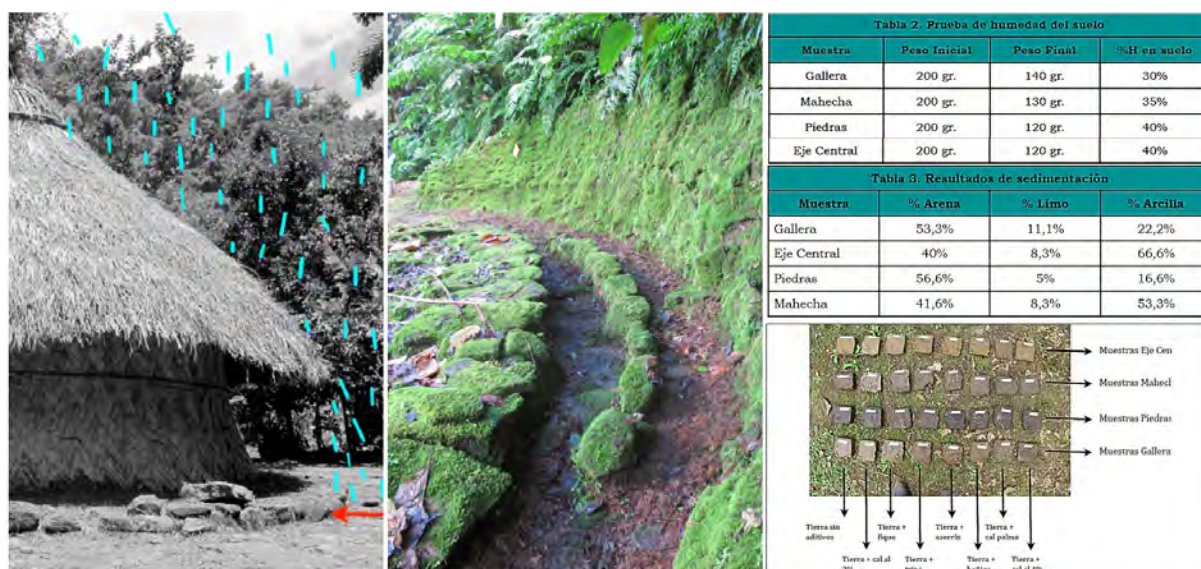 Tabla 2. Prueba de humedad del suelo
Muestra Peso Inicial Peso Final %H en suelo
Gallera 200 gr. 140 gr. 30%
Mahecha 200 gr. 130 gr. 35%
Piedras 200 gr. 120 gr. 40%
Eje Central 200 gr. 120 gr. 40%
Tabla 3. Resultados de sedimentación
Muestra % Arena % Limo % Arcilia
Gallera 53,3% 11,1% 22,2%
Eje Central 40% 8,3% 66,6%
Piedras 56,6% 5% 16,6%
Mahecha 41,6% 8,3% 53,3%
Muestras Eje Cen
Muestras Mahec
Muestras Piedras
Muestras Gallera
Tierra sin
aditivos
Tierra +
fique
Tierra +
aserrín
Tierra +
cal palma
Tierra + cal al
Tierra +
Tierra +
Tierra +